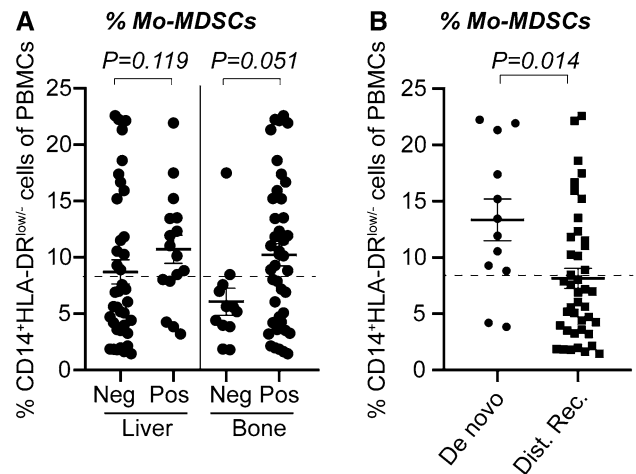 A
% Mo-MDSCs
P=0.119
P=0.051
% CD14+HLA-DRlow/- cells of PBMCs
25
20
15
10
5
0
Neg Pos Neg Pos
Liver Bone
B
% Mo-MDSCs
P=0.014
% CD14+HLA-DRlow/- cells of PBMCs
25
20
15
10
5
0
De novo
Dist. Rec.